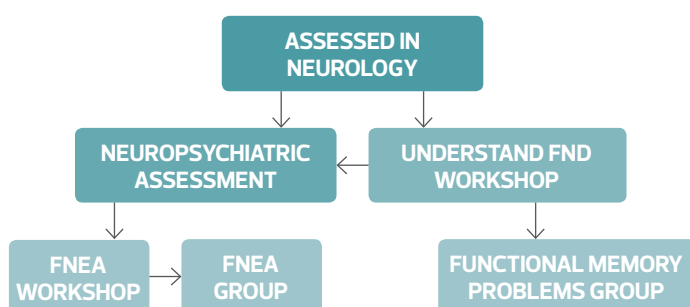 ASSESSED IN
NEUROLOGY
NEUROPSYCHIATRIC
ASSESSMENT
UNDERSTAND FND
WORKSHOP
FNEA
WORKSHOP
FNEA
GROUP
FUNCTIONAL MEMORY
PROBLEMS GROUP